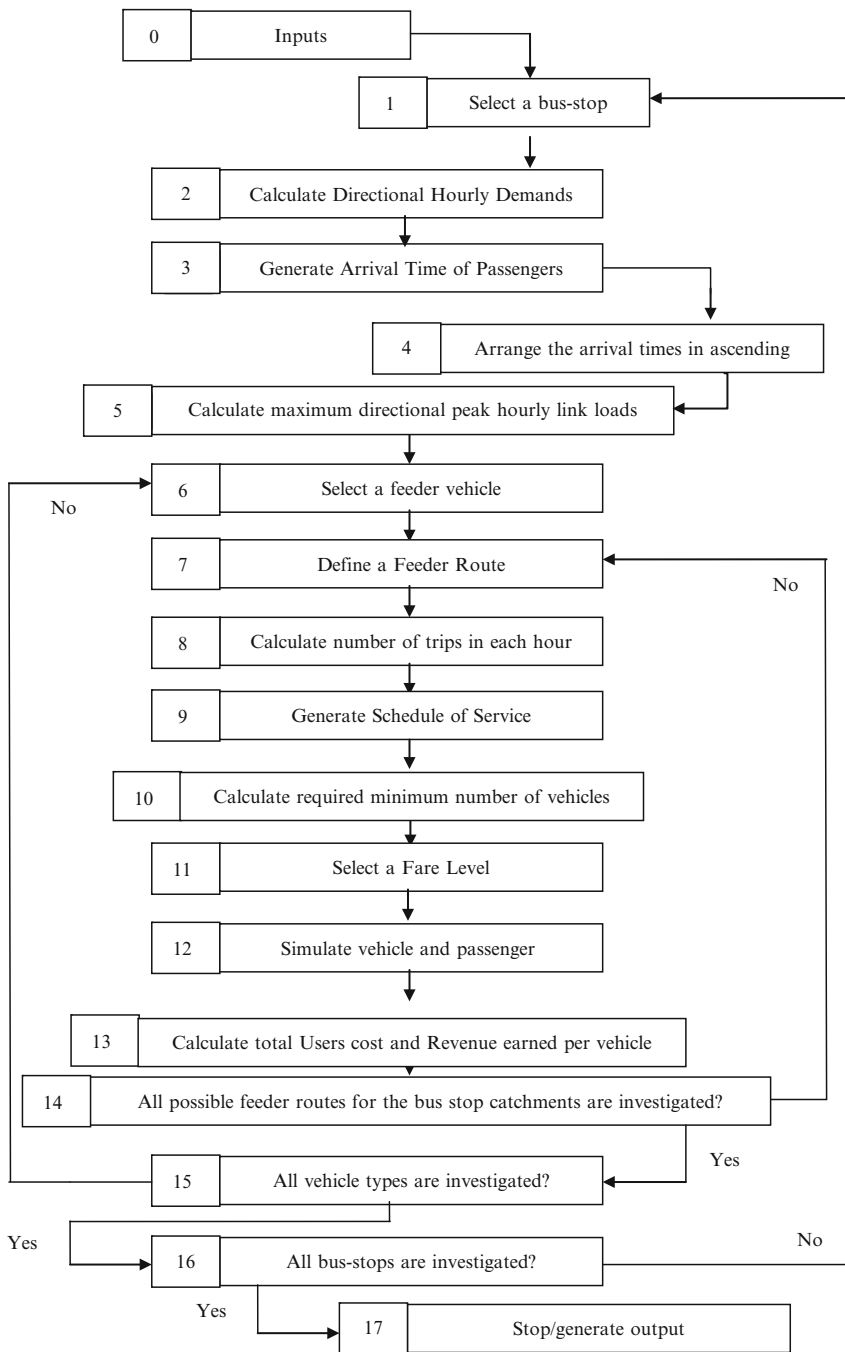 0 Inputs
1 Select a bus-stop
2 Calculate Directional Hourly Demands
3 Generate Arrival Time of Passengers
4 Arrange the arrival times in ascending
5 Calculate maximum directional peak hourly link loads
6 Select a feeder vehicle
No
7 Define a Feeder Route
No
8 Calculate number of trips in each hour
9 Generate Schedule of Service
10 Calculate required minimum number of vehicles
11 Select a Fare Level
12 Simulate vehicle and passenger
13 Calculate total Users cost and Revenue earned per vehicle
14 All possible feeder routes for the bus stop catchments are investigated?
Yes
15 All vehicle types are investigated?
Yes
16 All bus-stops are investigated?
No
Yes
17 Stop/generate output